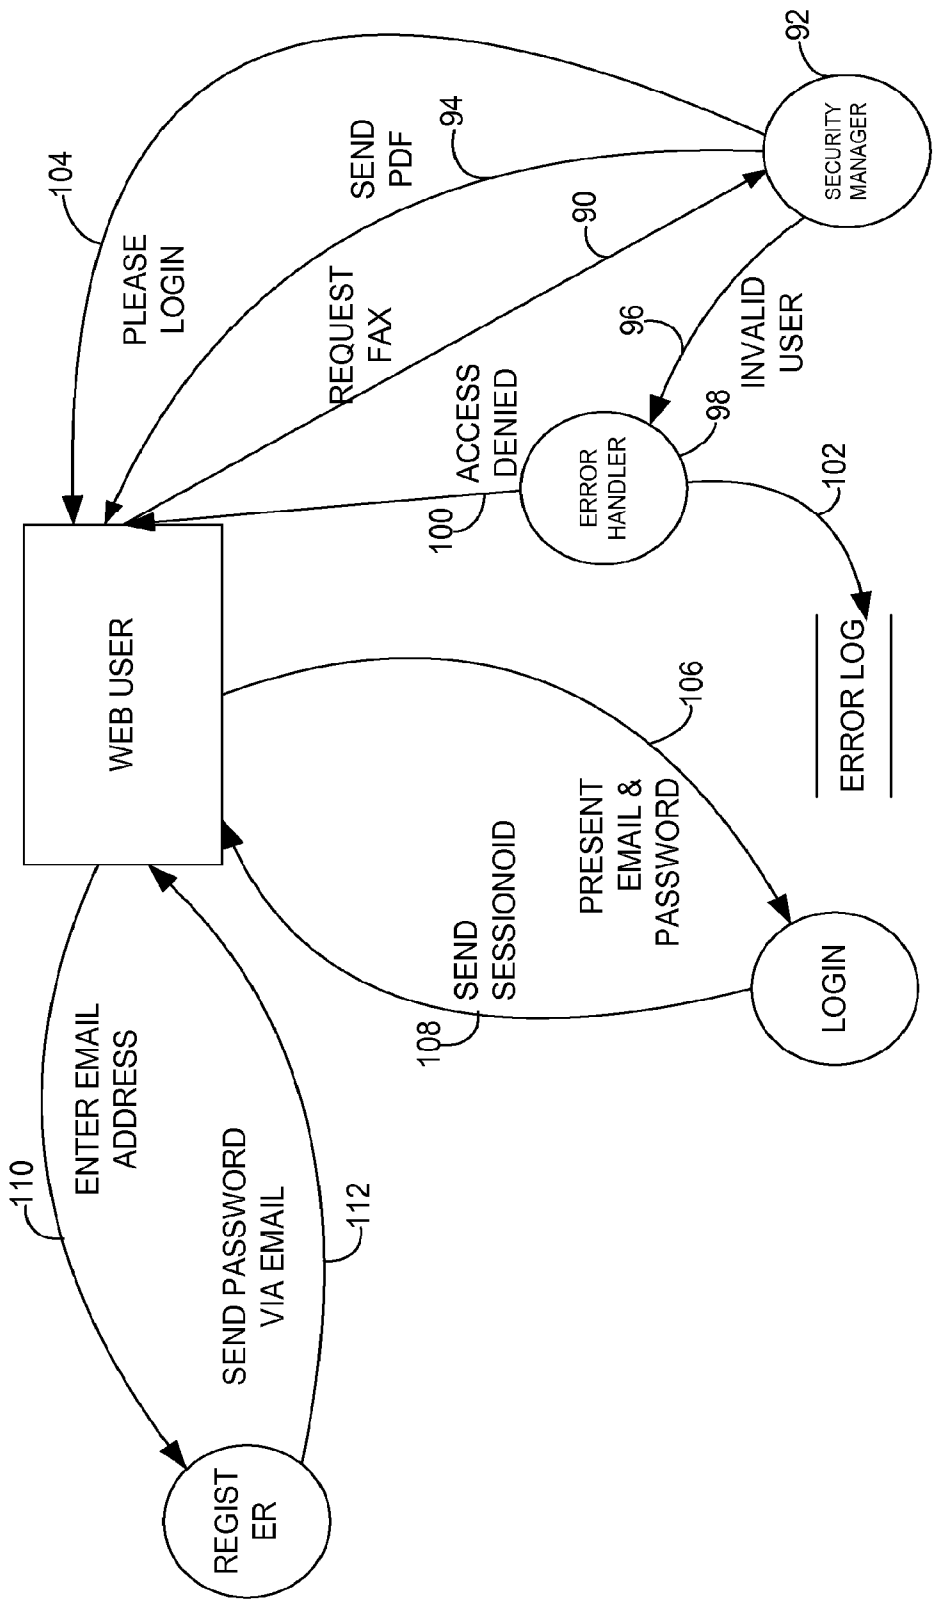 110
ENTER EMAIL
ADDRESS
SEND PASSWORD
VIA EMAIL
112
REGIST
ER
WEB USER
108
SEND
SESSIONOID
PRESENT
EMAIL &
PASSWORD
106
LOGIN
104
PLEASE
LOGIN
SEND
PDF
94
REQUEST
FAX
90
ACCESS
DENIED
100
ERROR
HANDLER
98
96
INVALID
USER
92
SECURITY
MANAGER
102
ERROR LOG